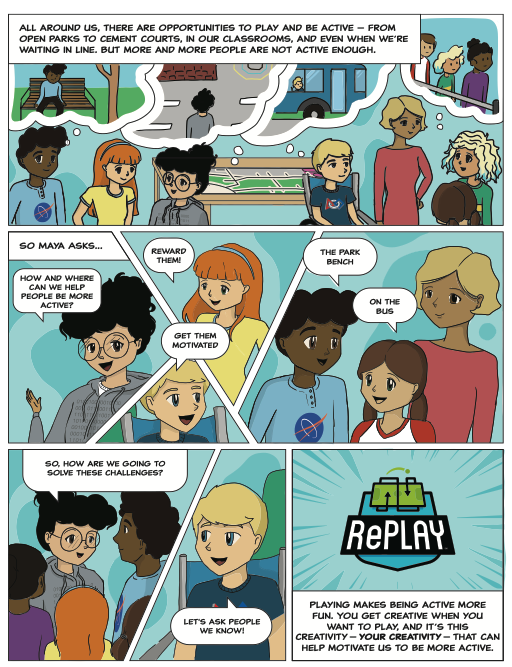 ALL AROUND US, THERE ARE OPPORTUNITIES TO PLAY AND BE ACTIVE — FROM
OPEN PARKS TO CEMENT COURTS, IN OUR CLASSROOMS, AND EVEN WHEN WE'RE
WAITING IN LINE. BUT MORE AND MORE PEOPLE ARE NOT ACTIVE ENOUGH.
SO MAYA ASKS...
HOW AND WHERE
CAN WE HELP
PEOPLE BE MORE
ACTIVE?
REWARD
THEM!
GET THEM
MOTIVATED
THE PARK
BENCH
ON THE
BUS
SO, HOW ARE WE GOING TO
SOLVE THESE CHALLENGES?
LET'S ASK PEOPLE
WE KNOW!
RePLAY
PLAYING MAKES BEING ACTIVE MORE
FUN. YOU GET CREATIVE WHEN YOU
WANT TO PLAY, AND IT'S THIS
CREATIVITY — YOUR CREATIVITY — THAT CAN
HELP MOTIVATE US TO BE MORE ACTIVE.